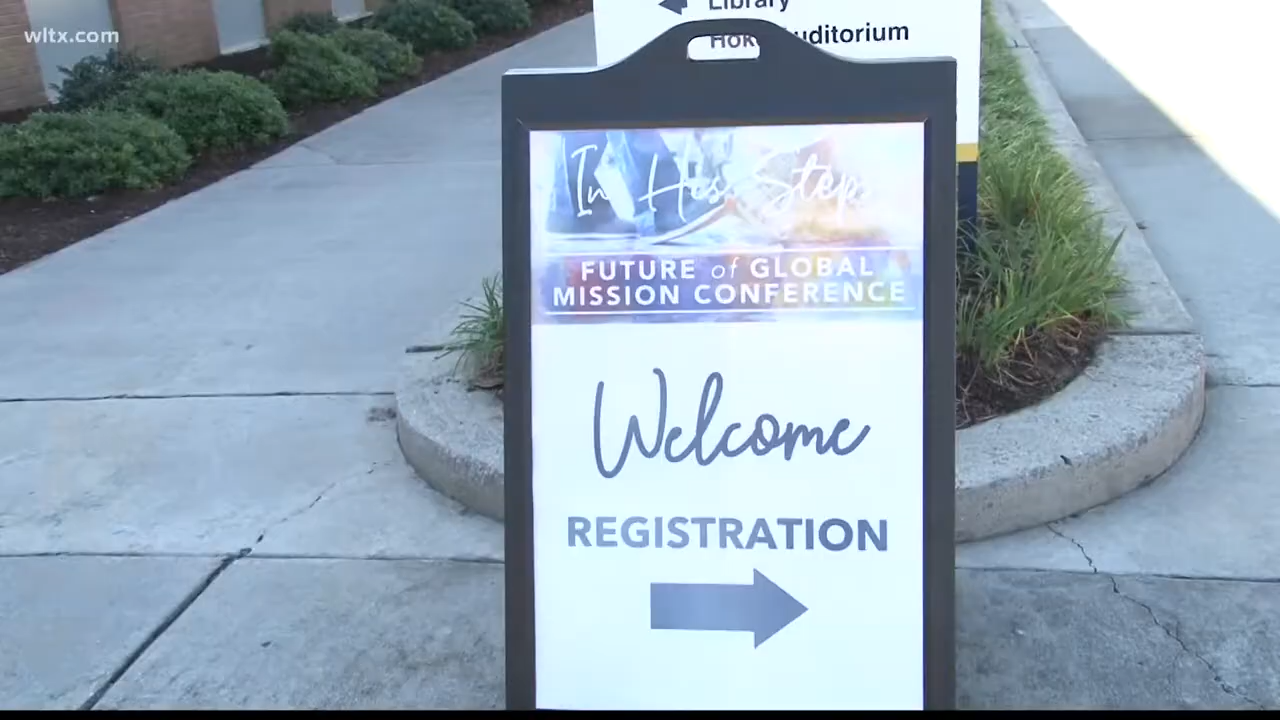 wltx.com
Library
Auditorium
In His Steps
FUTURE of GLOBAL
MISSION CONFERENCE
Welcome
REGISTRATION